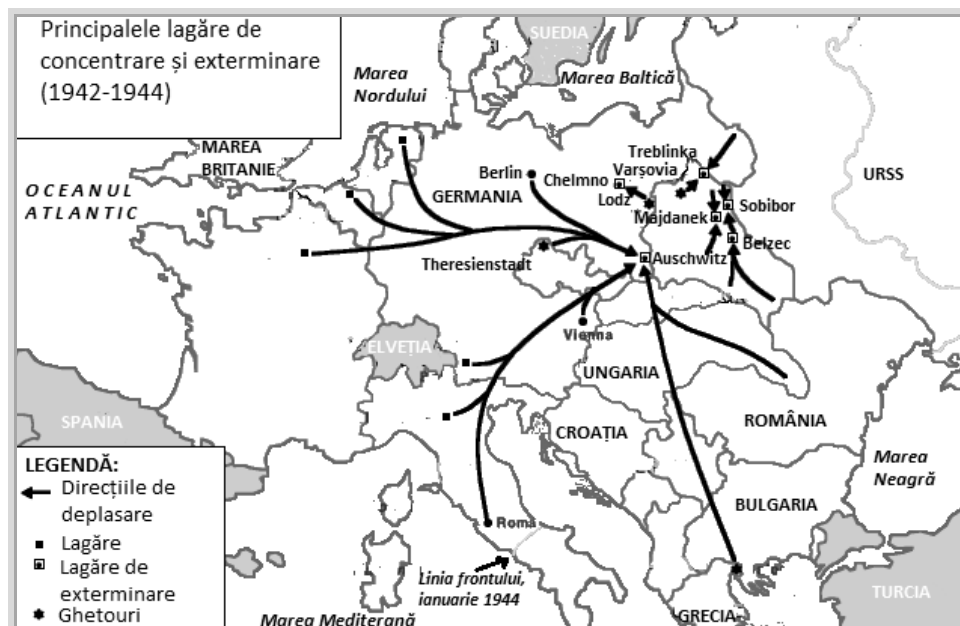 Principalele lagăre de
concentrare și exterminare
(1942-1944)
SUEDIA
Marea
Nordului
Marea Baltică
MAREA
BRITANIE
OCEANUL
ATLANTIC
Berlin
GERMANIA
Treblinka
Varșovia
Chelmno
Lodz
Majdanek
Sobibor
Belzec
URSS
Theresienstadt
Auschwitz
Vienna
ELVEȚIA
UNGARIA
ROMÂNIA
CROAȚIA
SPANIA
Marea
Neagră
BULGARIA
Roma
Linia frontului,
ianuarie 1944
TURCIA
GRECIA
Marea Mediterană
LEGENDĂ:
Direcțiile de
deplasare
Lagăre
Lagăre de
exterminare
Ghetouri